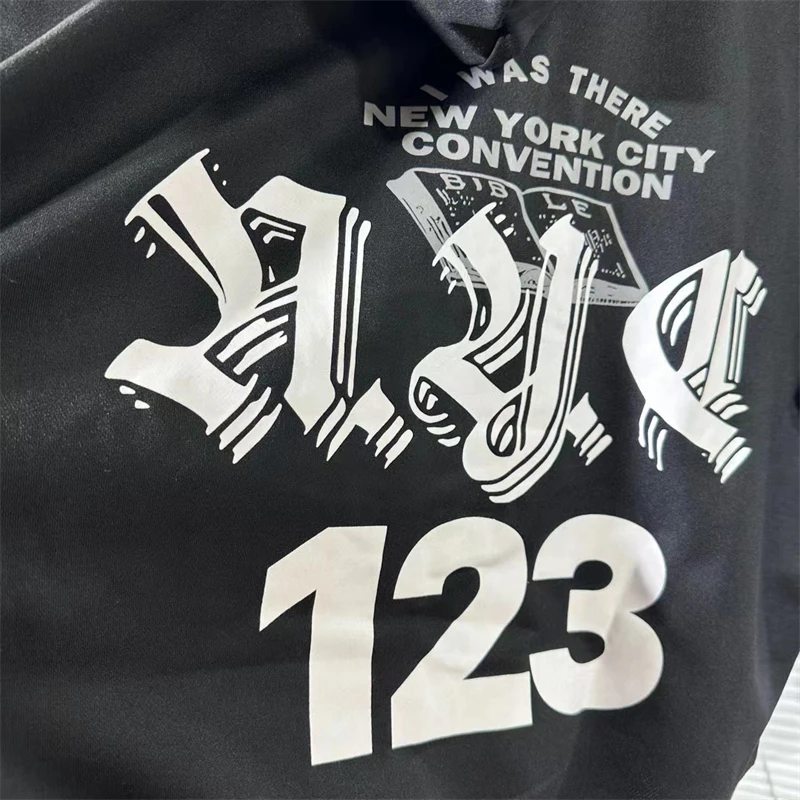 I WAS THERE
NEW YORK CITY
CONVENTION
BIBLE
N.Y.C
123